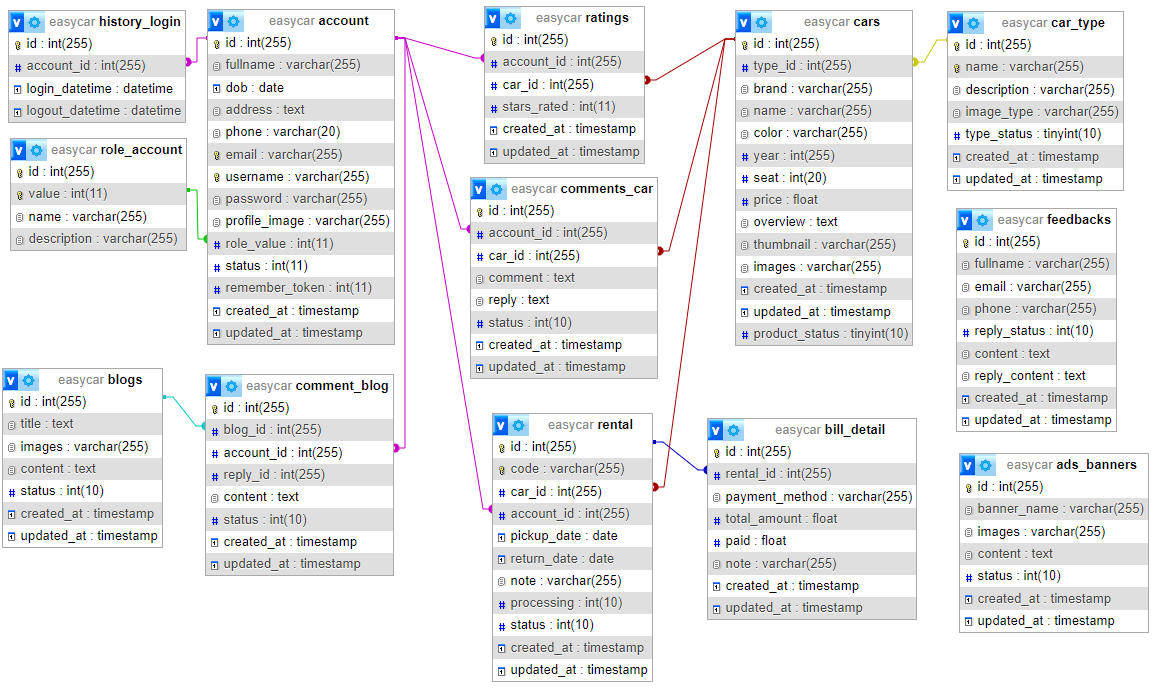 easycar history_login
id : int(255)
account_id : int(255)
login_datetime : datetime
logout_datetime : datetime
easycar role_account
id : int(255)
value : int(11)
name : varchar(255)
description : varchar(255)
easycar account
id : int(255)
fullname : varchar(255)
dob : date
address : text
phone : varchar(20)
email : varchar(255)
username : varchar(255)
password : varchar(255)
profile_image : varchar(255)
role_value : int(11)
status : int(11)
remember_token : int(11)
created_at : timestamp
updated_at : timestamp
easycar blogs
id : int(255)
title : text
images : varchar(255)
content : text
status : int(10)
created_at : timestamp
updated_at : timestamp
easycar comment_blog
id : int(255)
blog_id : int(255)
account_id : int(255)
reply_id : int(255)
content : text
status : int(10)
created_at : timestamp
updated_at : timestamp
easycar ratings
id : int(255)
account_id : int(255)
car_id : int(255)
stars_rated : int(11)
created_at : timestamp
updated_at : timestamp
easycar comments_car
id : int(255)
account_id : int(255)
car_id : int(255)
comment : text
reply : text
status : int(10)
created_at : timestamp
updated_at : timestamp
easycar rental
id : int(255)
code : varchar(255)
car_id : int(255)
account_id : int(255)
pickup_date : date
return_date : date
note : varchar(255)
processing : int(10)
status : int(10)
created_at : timestamp
updated_at : timestamp
easycar cars
id : int(255)
type_id : int(255)
brand : varchar(255)
name : varchar(255)
color : varchar(255)
year : int(255)
seat : int(20)
price : float
overview : text
thumbnail : varchar(255)
images : varchar(255)
created_at : timestamp
updated_at : timestamp
product_status : tinyint(10)
easycar bill_detail
id : int(255)
rental_id : int(255)
payment_method : varchar(255)
total_amount : float
paid : float
note : varchar(255)
created_at : timestamp
updated_at : timestamp
easycar car_type
id : int(255)
name : varchar(255)
description : varchar(255)
image_type : varchar(255)
type_status : tinyint(10)
created_at : timestamp
updated_at : timestamp
easycar feedbacks
id : int(255)
fullname : varchar(255)
email : varchar(255)
phone : varchar(255)
reply_status : int(10)
content : text
reply_content : text
created_at : timestamp
updated_at : timestamp
easycar ads_banners
id : int(255)
banner_name : varchar(255)
images : varchar(255)
content : text
status : int(10)
created_at : timestamp
updated_at : timestamp